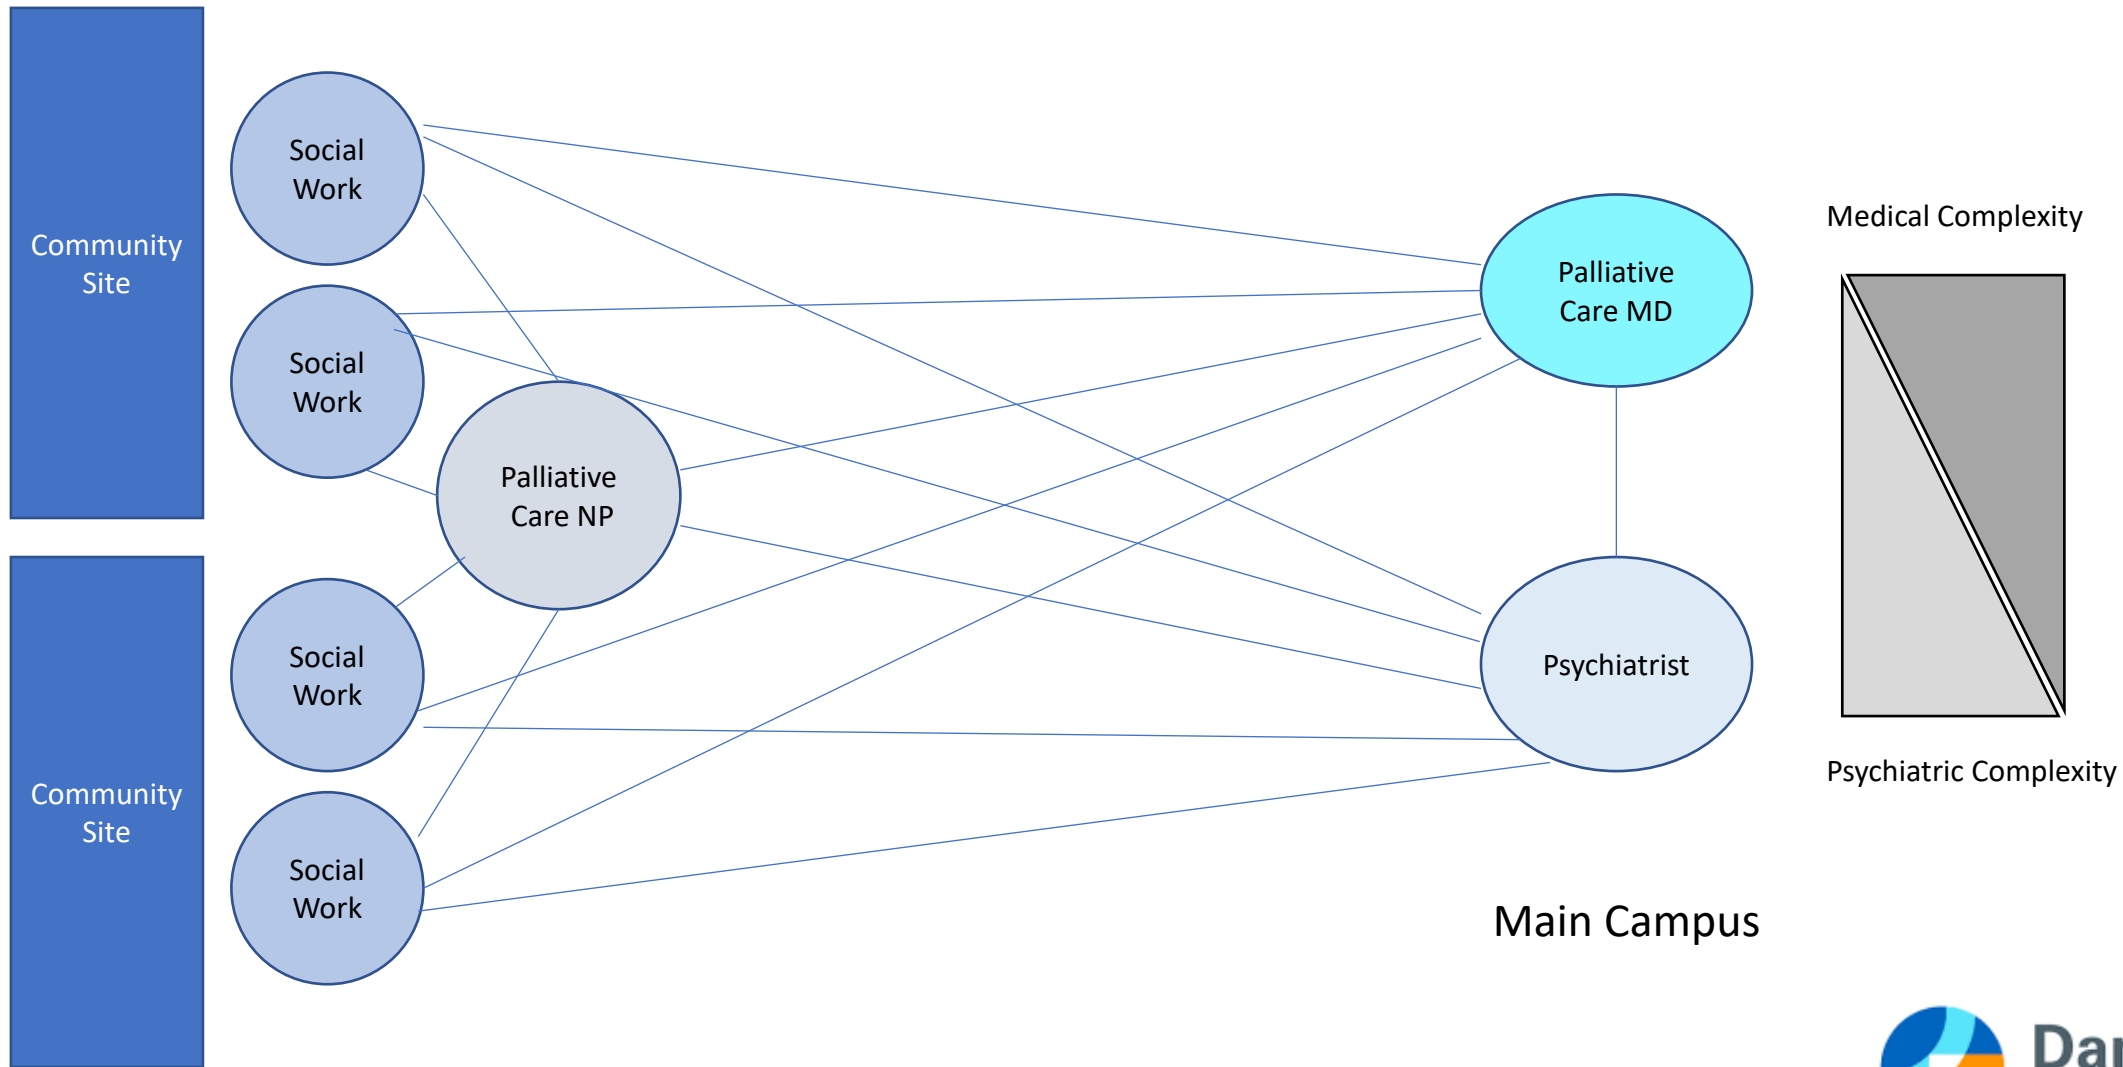 Community
Site
Social
Work
Social
Work
Palliative
Care NP
Community
Site
Social
Work
Social
Work
Palliative
Care MD
Psychiatrist
Medical Complexity
Psychiatric Complexity
Main Campus